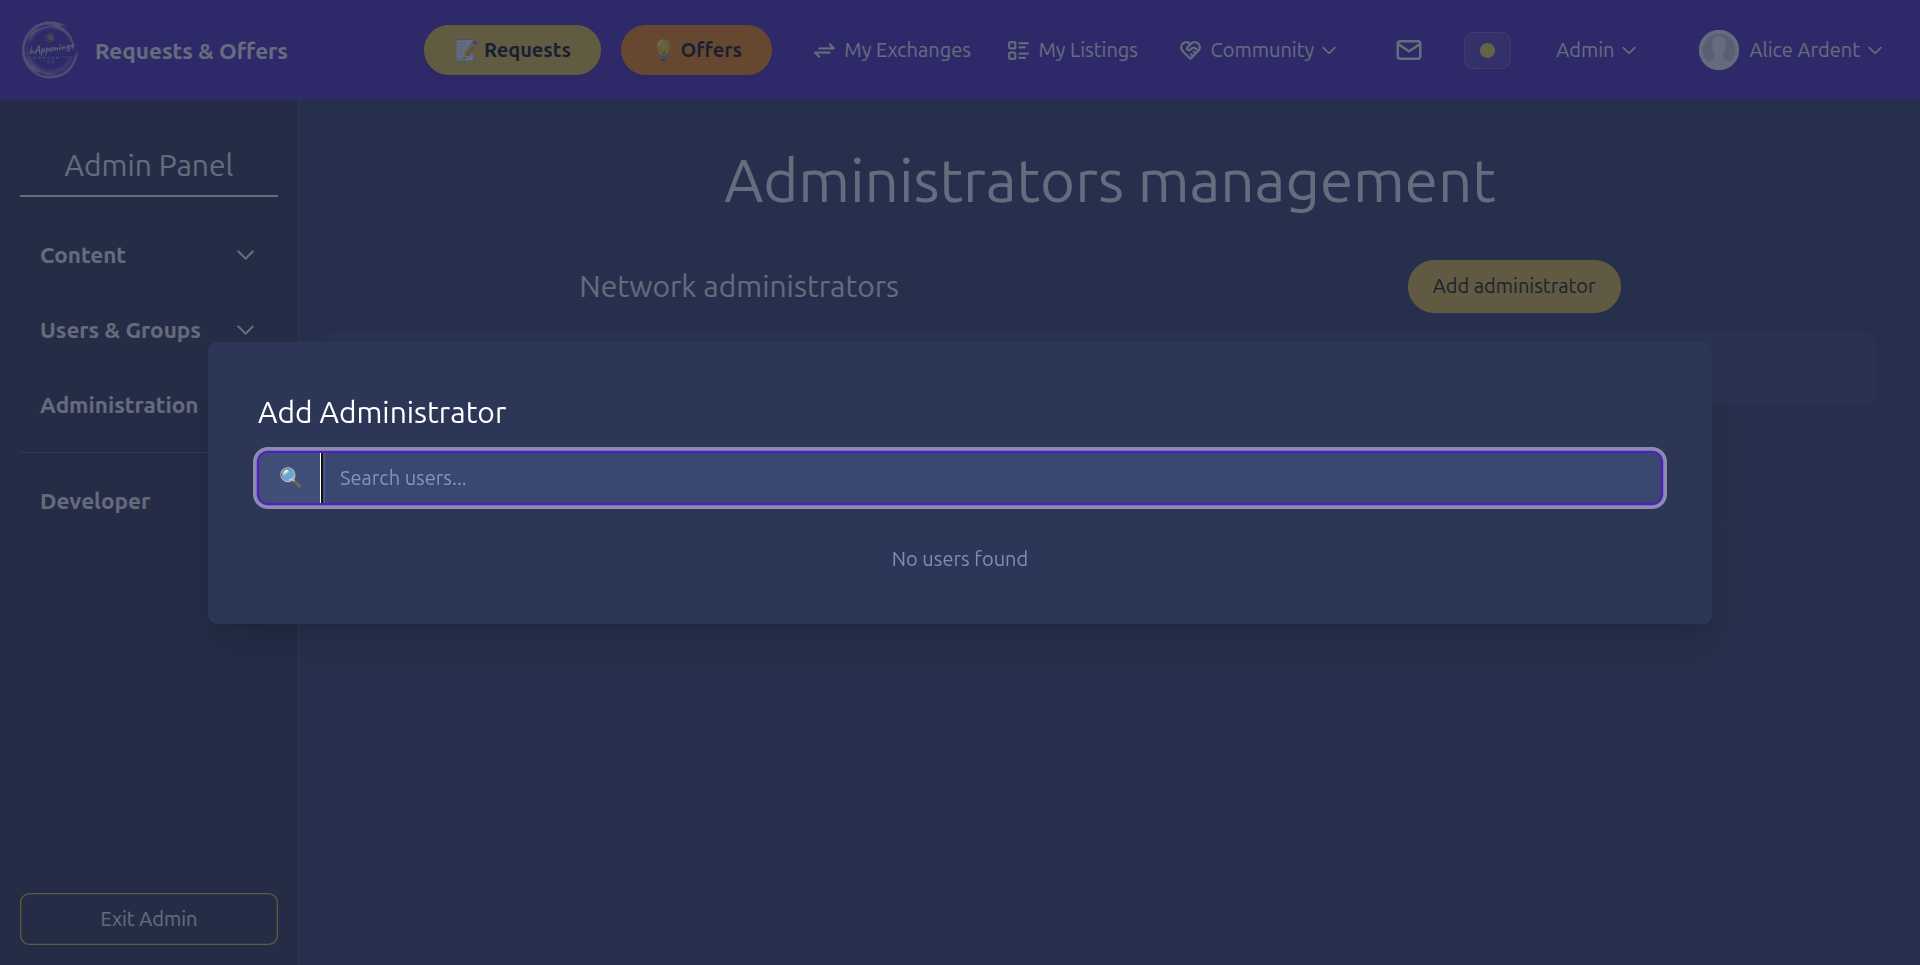 hAppenings
Requests & Offers
Requests
Offers
My Exchanges
My Listings
Community
Admin
Alice Ardent
Admin Panel
Content
Users & Groups
Administration
Developer
Exit Admin
Administrators management
Network administrators
Add administrator
Add Administrator
Search users...
No users found